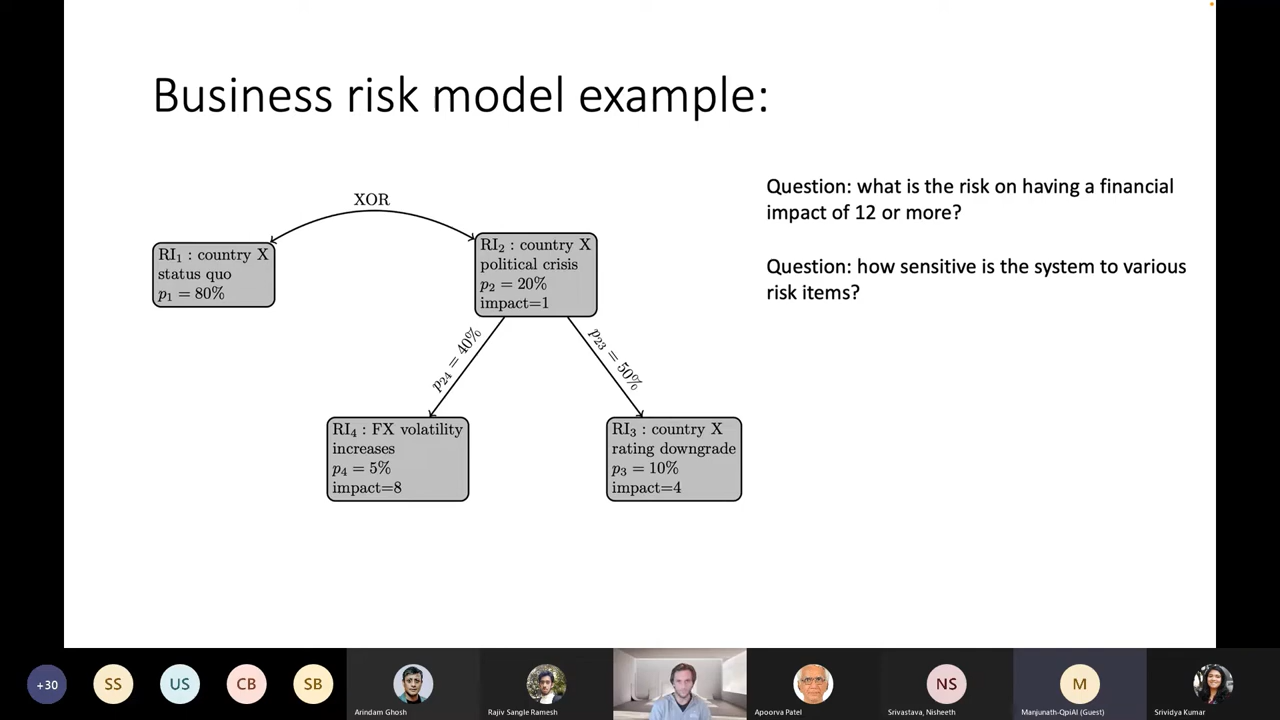 Business risk model example:
XOR
RI₁ : country X
status quo
p₁ = 80%
RI₂ : country X
political crisis
p₂ = 20%
impact=1
p₂₄ = 40%
p₂₃ = 50%
RI₄ : FX volatility
increases
p₄ = 5%
impact=8
RI₃ : country X
rating downgrade
p₃ = 10%
impact=4
Question: what is the risk on having a financial
impact of 12 or more?
Question: how sensitive is the system to various
risk items?
+30
SS
US
CB
SB
Arindam Ghosh
Rajiv Sangle Ramesh
Apoorva Patel
NS
Srivastava, Nisheeth
M
Manjunath-QpiAI (Guest)
Srividya Kumar